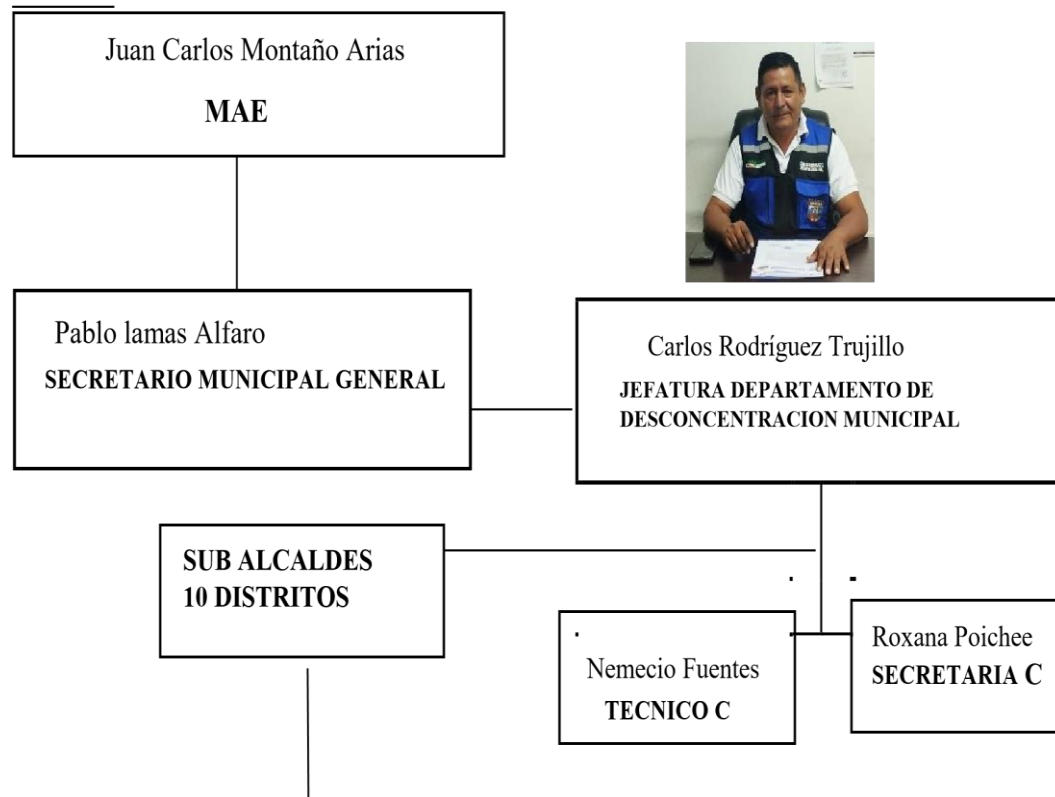 Juan Carlos Montaño Arias
MAE
Pablo lamas Alfaro
SECRETARIO MUNICIPAL GENERAL
Carlos Rodríguez Trujillo
JEFATURA DEPARTAMENTO DE
DESCONCENTRACION MUNICIPAL
SUB ALCALDES
10 DISTRITOS
Nemecio Fuentes
TECNICO C
Roxana Poichee
SECRETARIA C